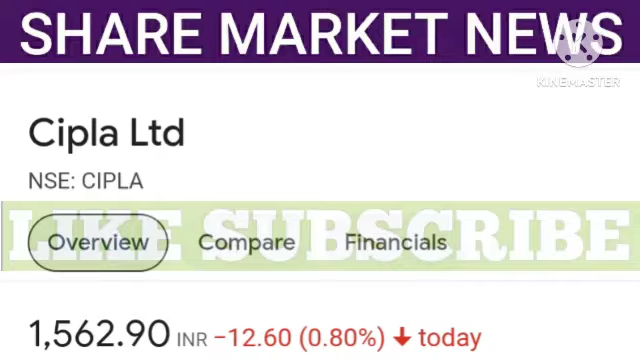 SHARE MARKET NEWS
KINEMASTER
Cipla Ltd
NSE: CIPLA
LIKE SUBSCRIBE
Overview Compare Financials
1,562.90 INR −12.60 (0.80%) ↓ today